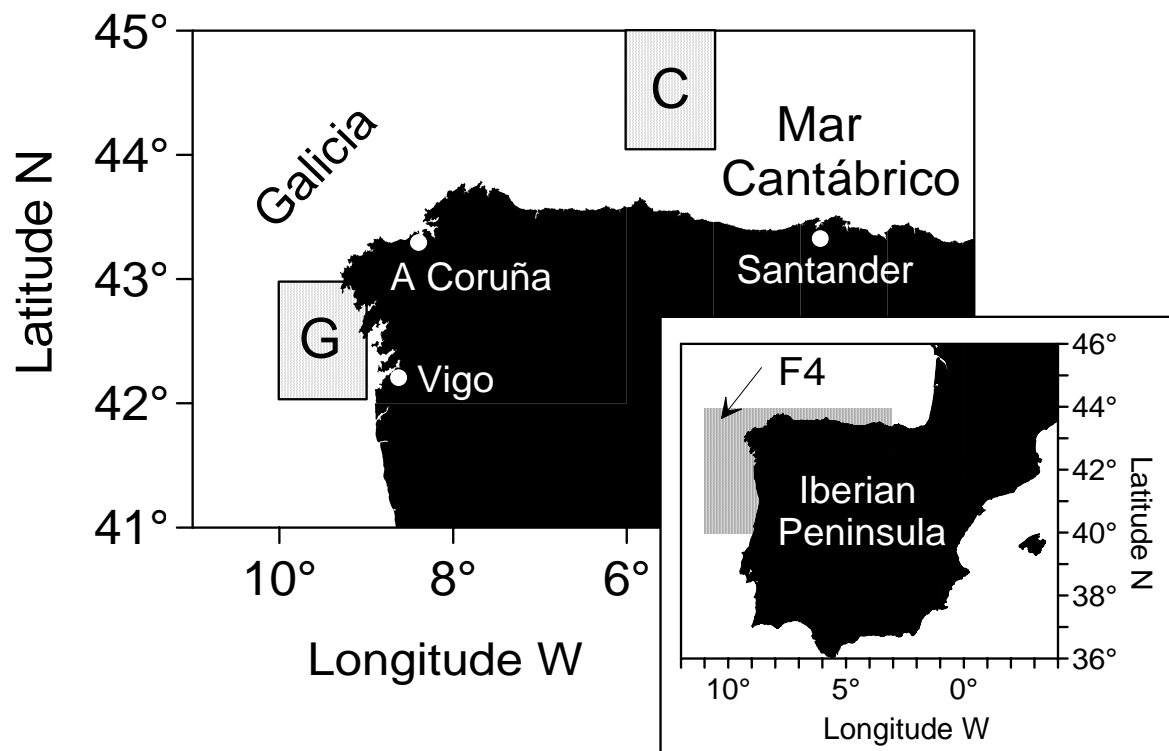 45°
44°
43°
42°
41°
Latitude N
10°
8°
6°
Longitude W
Galicia
C
Mar
Cantábrico
A Coruña
Santander
G
Vigo
F4
Iberian
Peninsula
46°
44°
42°
40°
38°
36°
Latitude N
10°
5°
0°
Longitude W